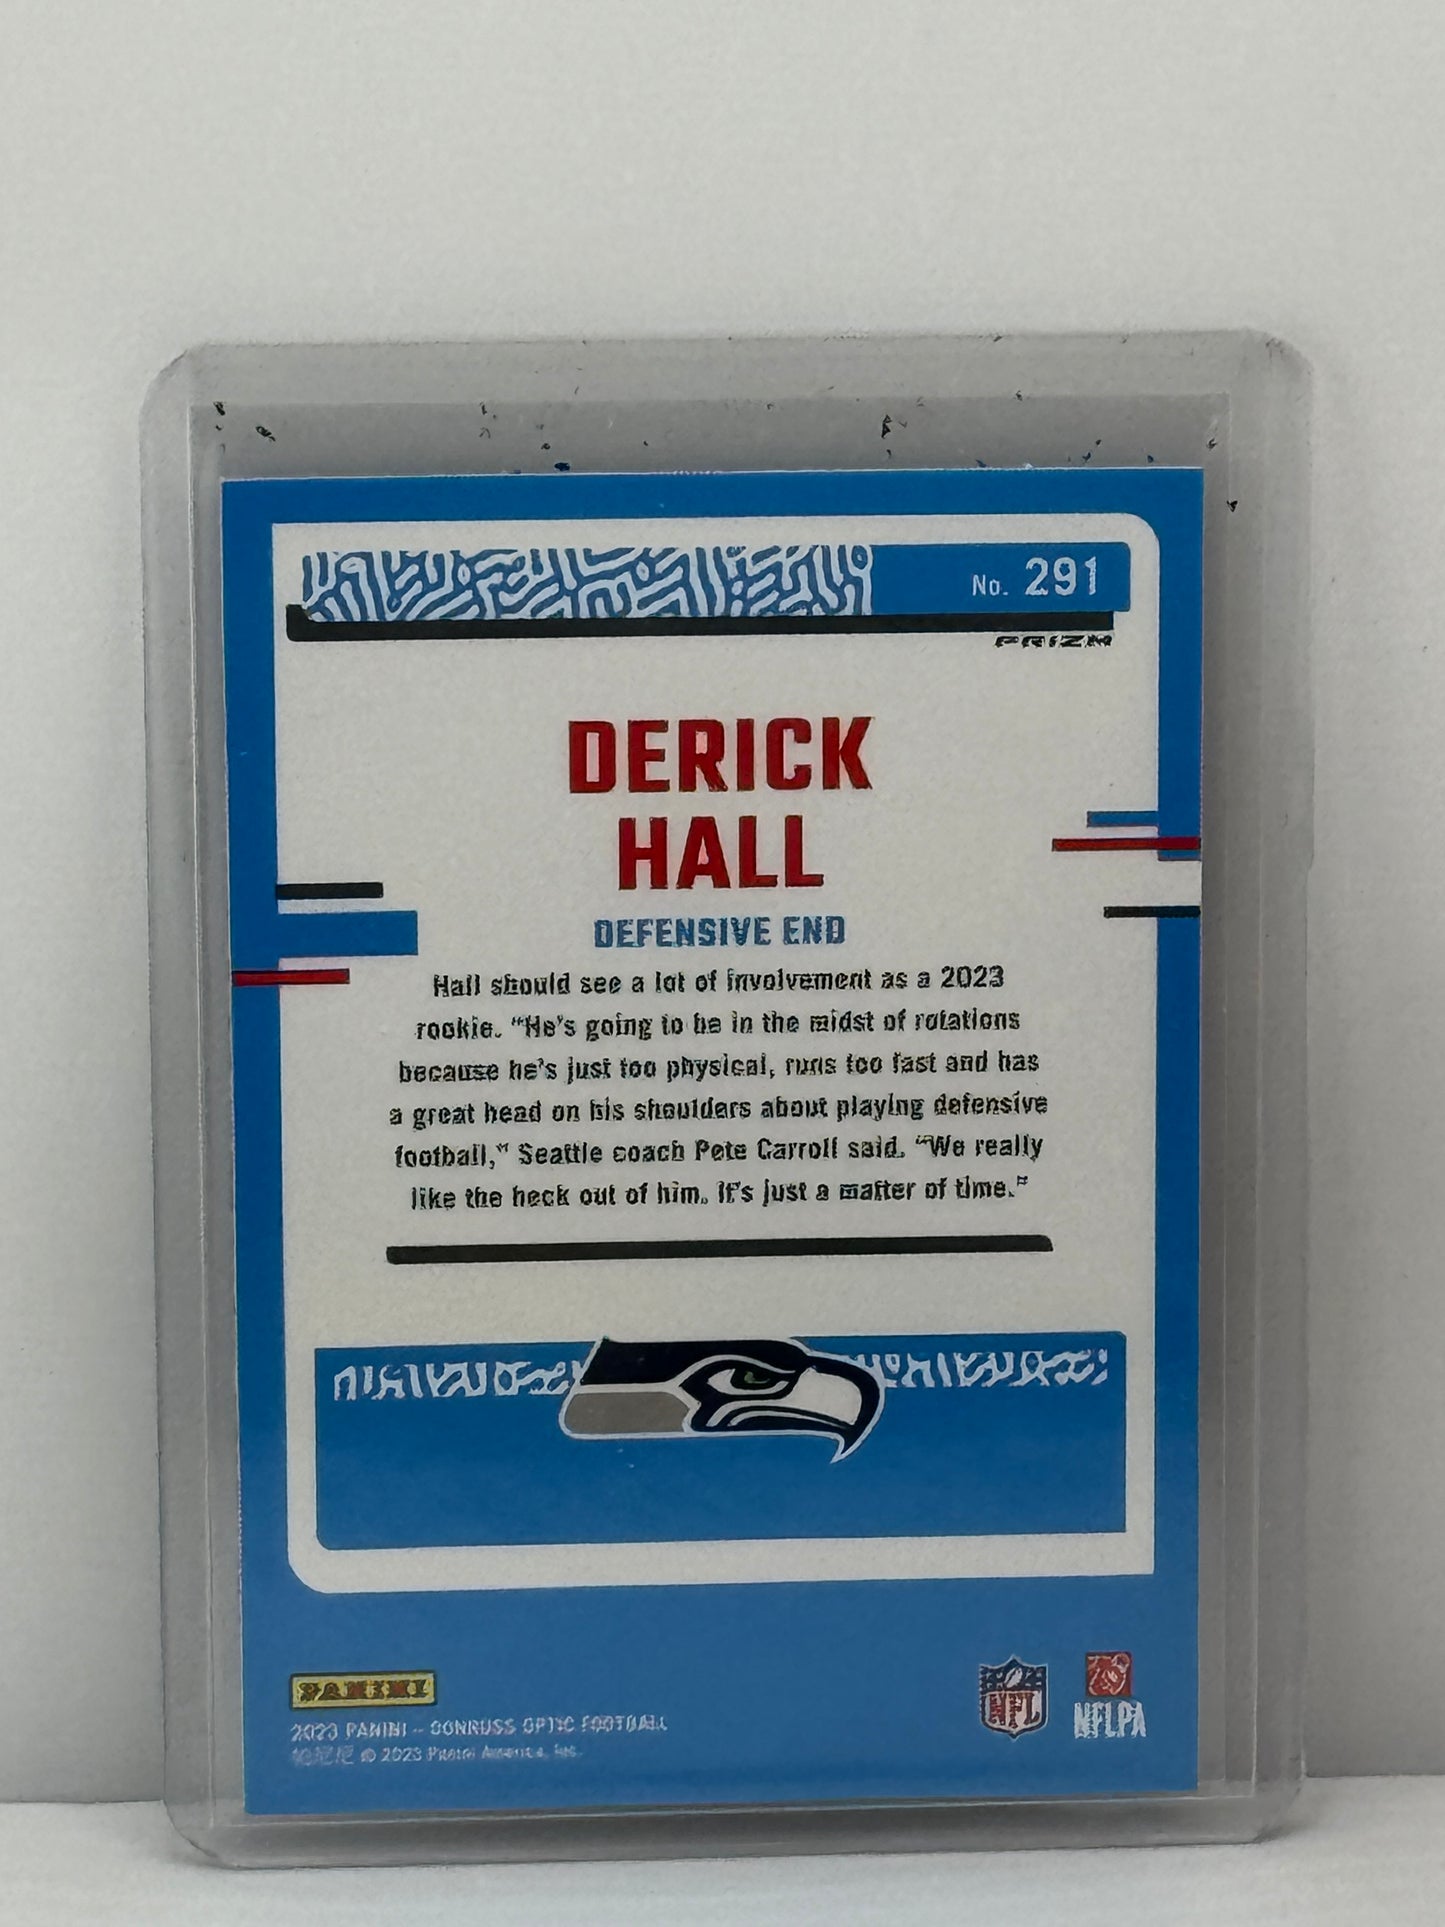 No. 291
PRIZM
DERICK
HALL
DEFENSIVE END
Hall should see a lot of involvement as a 2023
rookie. "He's going to be in the midst of rotations
because he's just too physical, runs too fast and has
a great head on his shoulders about playing defensive
football," Seattle coach Pete Carroll said. "We really
like the heck out of him. It's just a matter of time."
PANINI
NFL
NFLPA
2023 PANINI – DONRUSS OPTIC FOOTBALL
© 2023 Panini America, Inc.